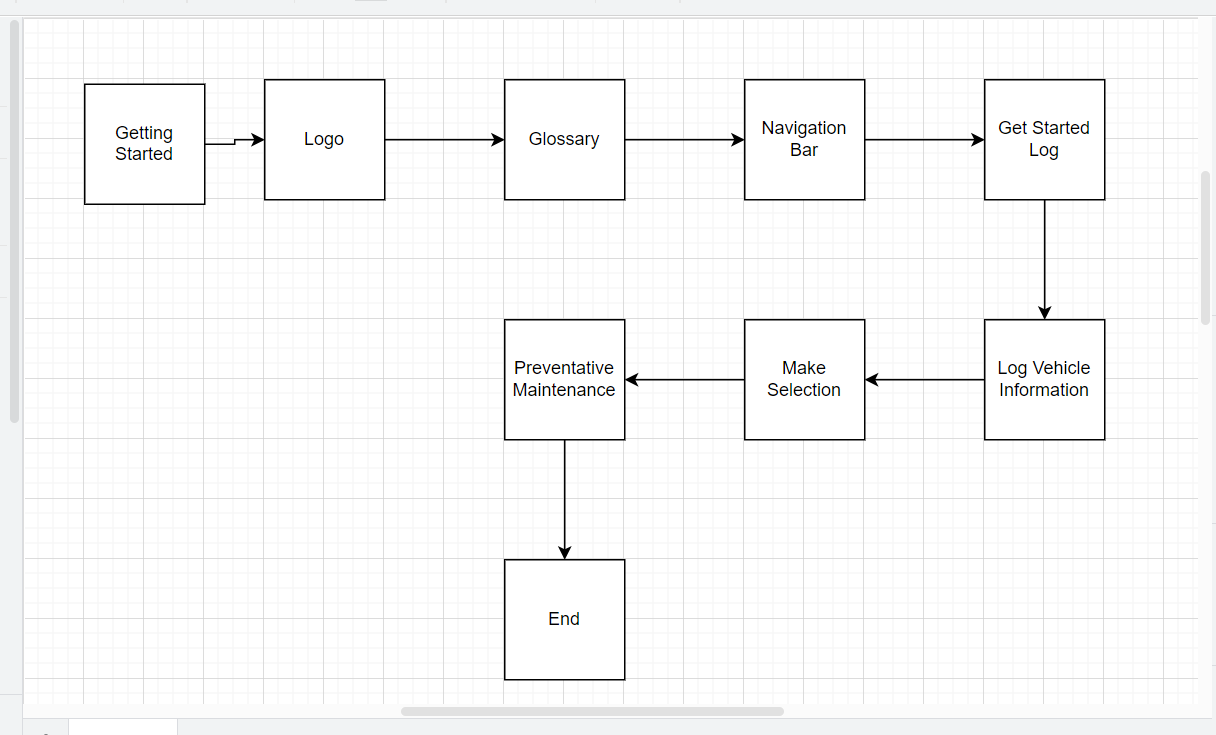 Getting
Started
Logo
Glossary
Navigation
Bar
Get Started
Log
Log Vehicle
Information
Make
Selection
Preventative
Maintenance
End